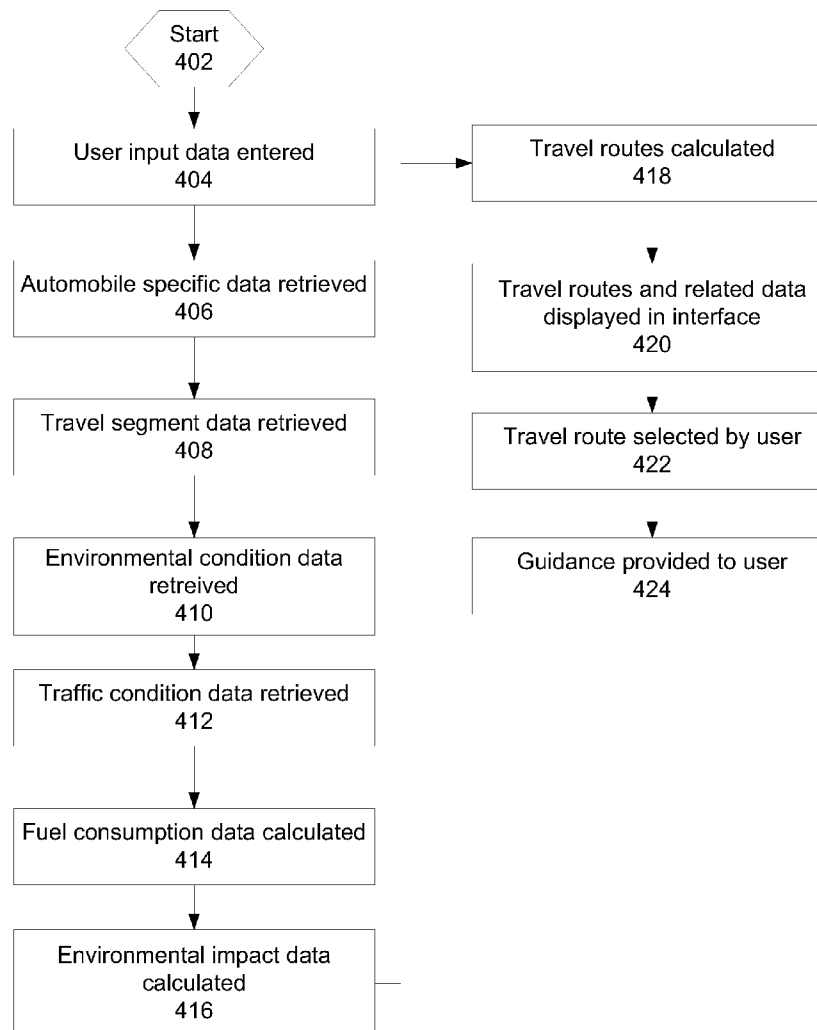 Start
402
User input data entered
404
Automobile specific data retrieved
406
Travel segment data retrieved
408
Environmental condition data
retreived
410
Traffic condition data retrieved
412
Fuel consumption data calculated
414
Environmental impact data
calculated
416
Travel routes calculated
418
Travel routes and related data
displayed in interface
420
Travel route selected by user
422
Guidance provided to user
424